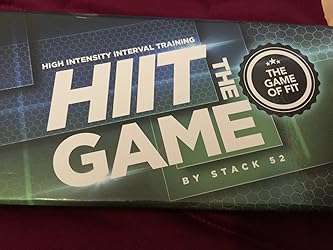 HIGH INTENSITY INTERVAL TRAINING
HIIT
THE
GAME
BY STACK 52
THE GAME
OF FIT